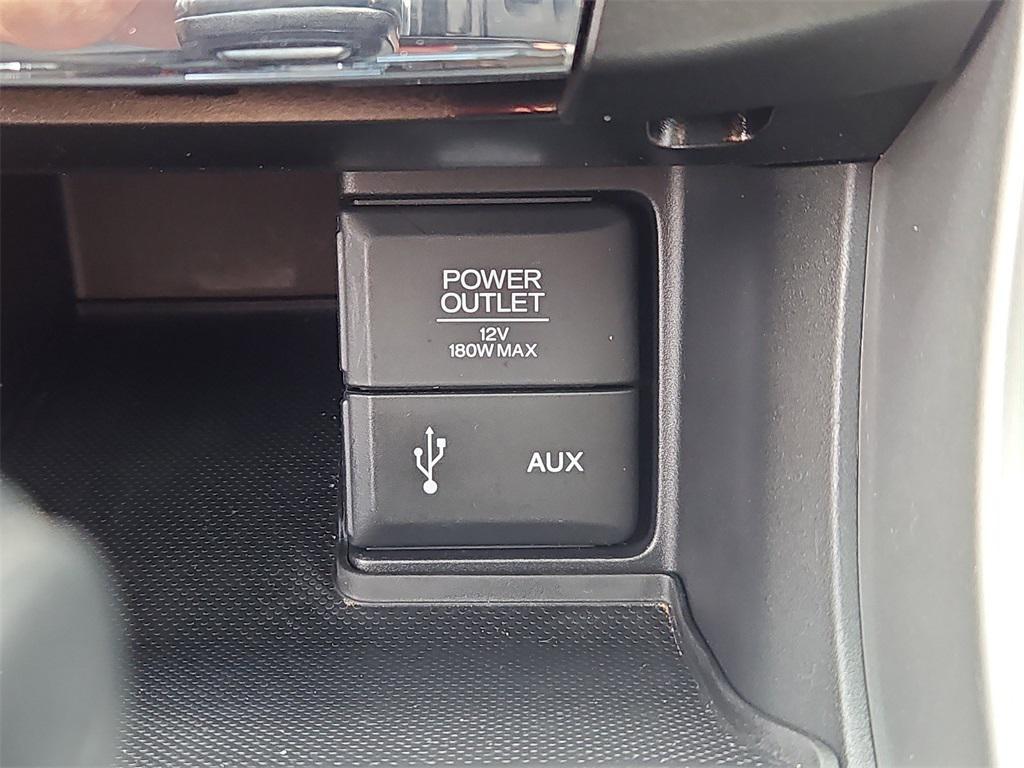 POWER
OUTLET
12V
180W MAX
AUX